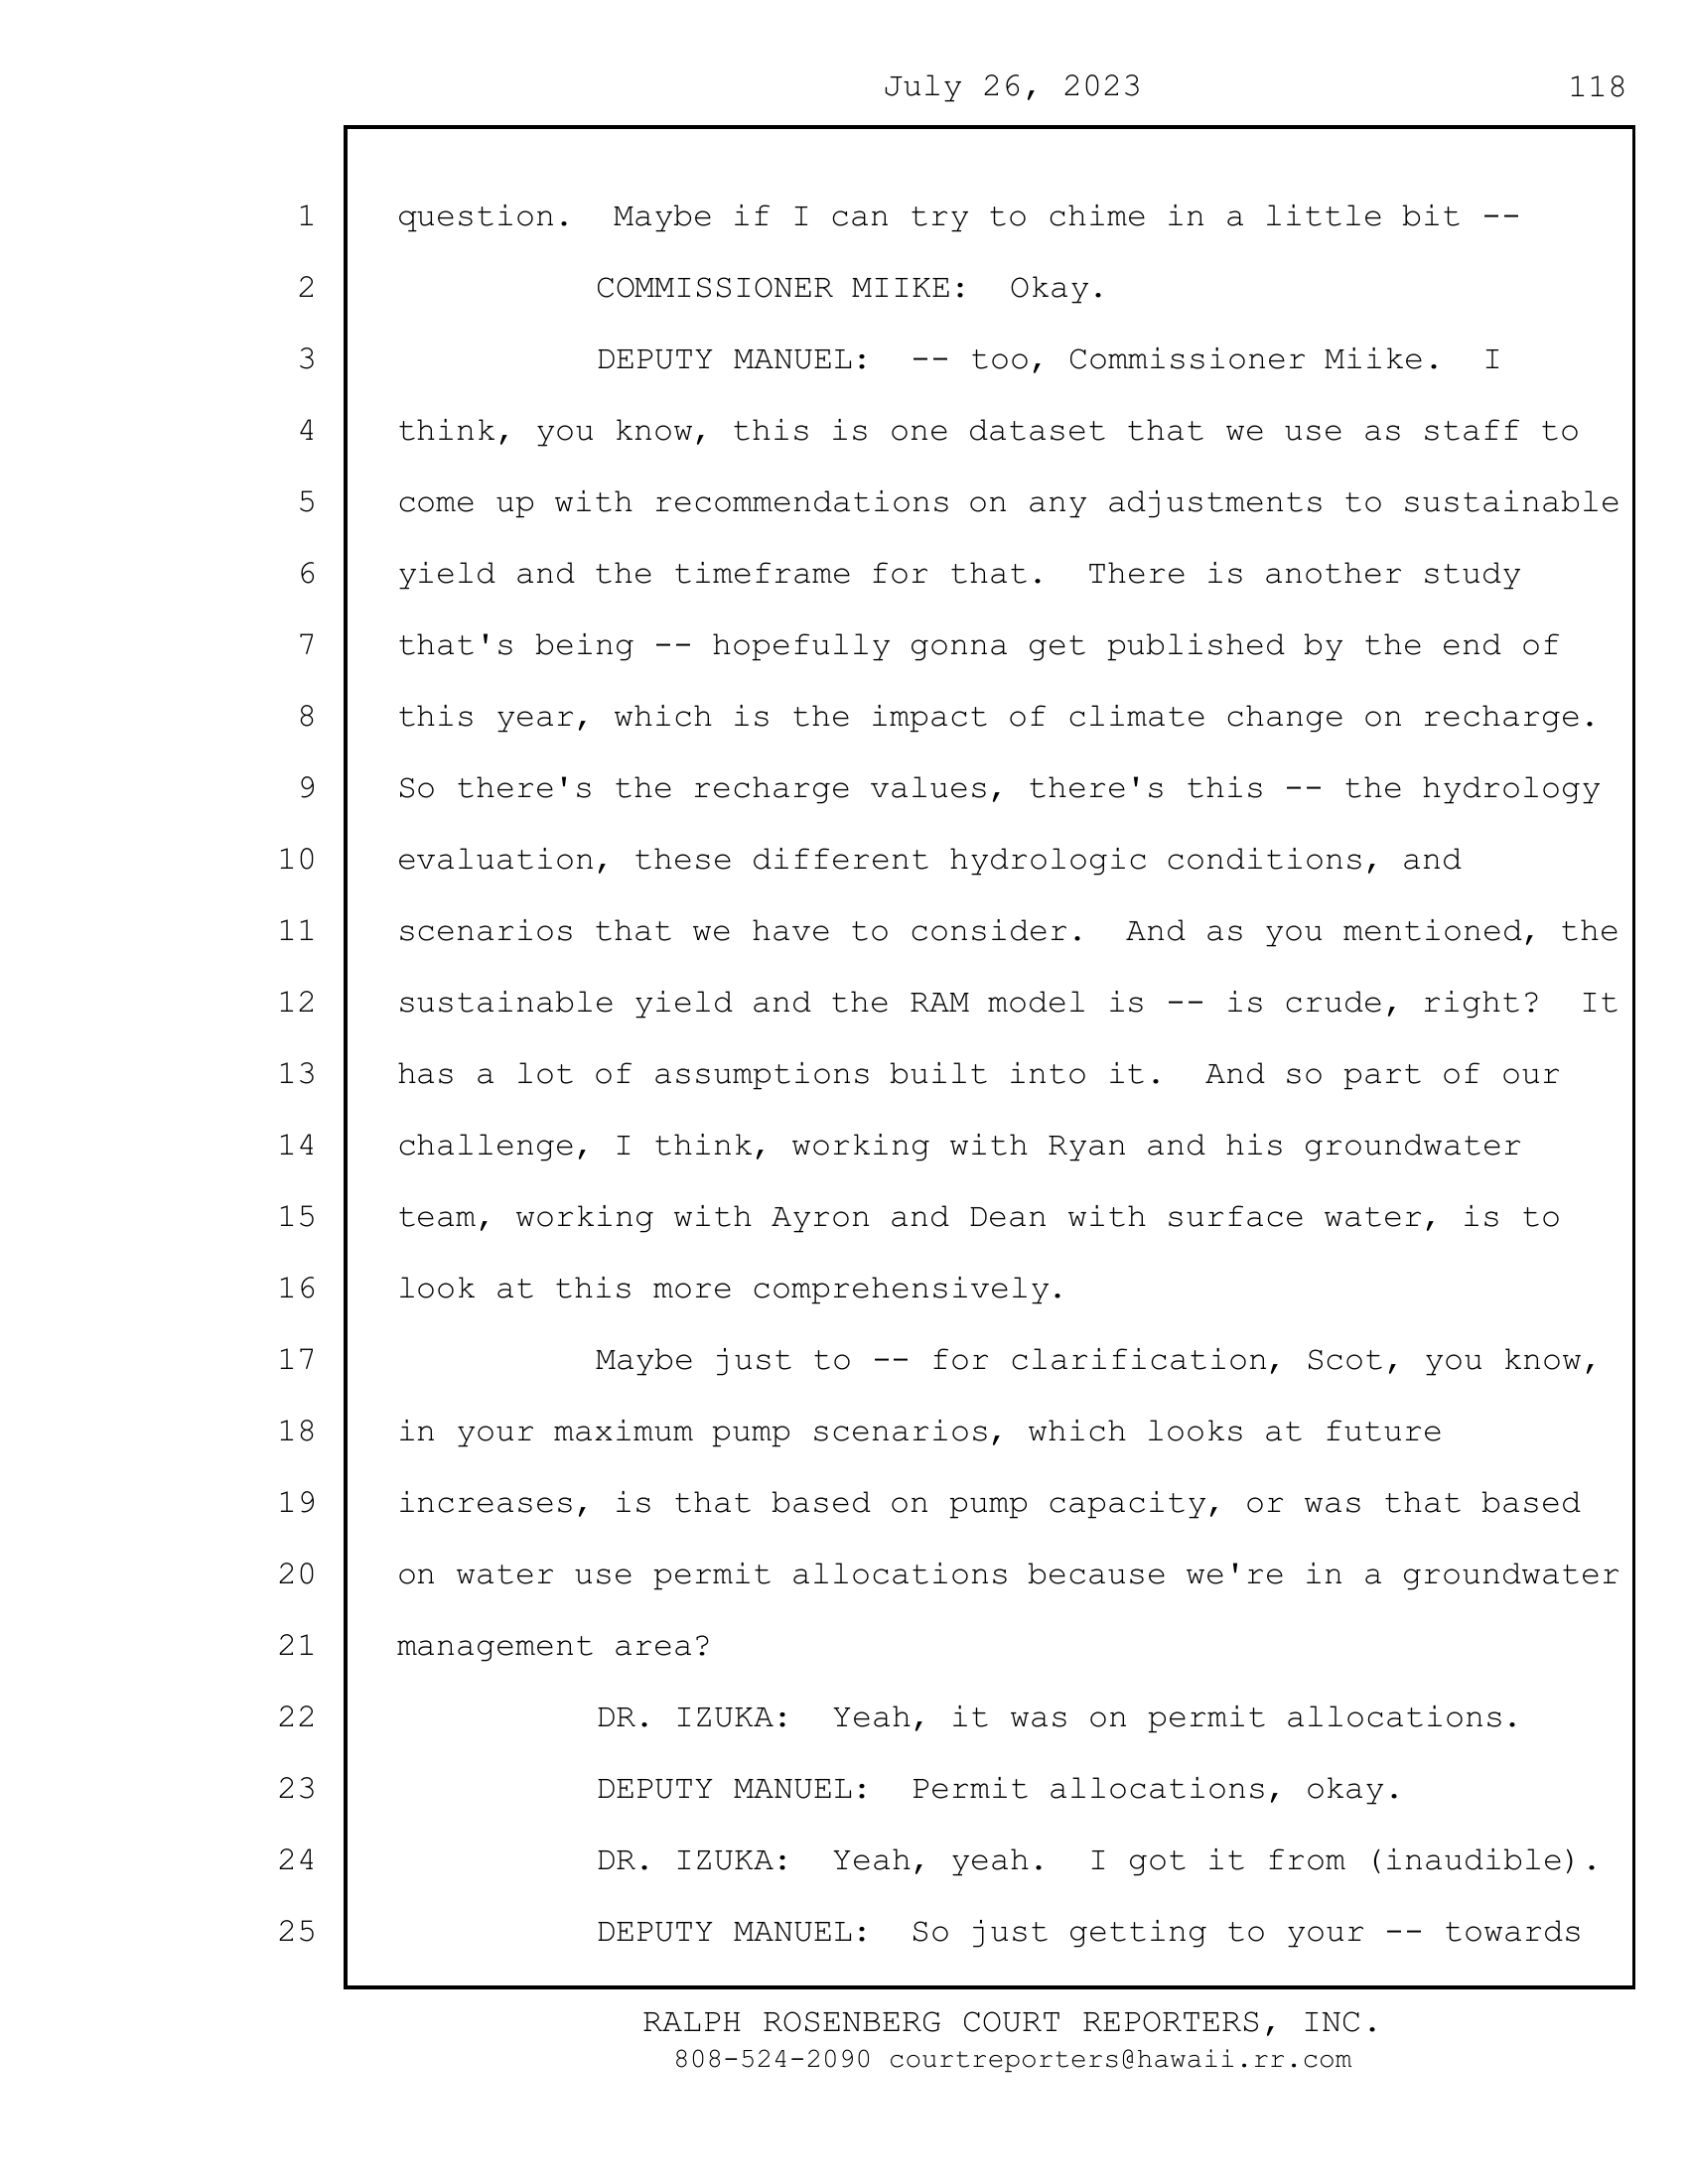 July 26, 2023 118
1 question.  Maybe if I can try to chime in a little bit --
2 COMMISSIONER MIIKE:  Okay.
3 DEPUTY MANUEL:  -- too, Commissioner Miike.  I
4 think, you know, this is one dataset that we use as staff to
5 come up with recommendations on any adjustments to sustainable
6 yield and the timeframe for that.  There is another study
7 that's being -- hopefully gonna get published by the end of
8 this year, which is the impact of climate change on recharge.
9 So there's the recharge values, there's this -- the hydrology
10 evaluation, these different hydrologic conditions, and
11 scenarios that we have to consider.  And as you mentioned, the
12 sustainable yield and the RAM model is -- is crude, right?  It
13 has a lot of assumptions built into it.  And so part of our
14 challenge, I think, working with Ryan and his groundwater
15 team, working with Ayron and Dean with surface water, is to
16 look at this more comprehensively.
17 Maybe just to -- for clarification, Scot, you know,
18 in your maximum pump scenarios, which looks at future
19 increases, is that based on pump capacity, or was that based
20 on water use permit allocations because we're in a groundwater
21 management area?
22 DR. IZUKA:  Yeah, it was on permit allocations.
23 DEPUTY MANUEL:  Permit allocations, okay.
24 DR. IZUKA:  Yeah, yeah.  I got it from (inaudible).
25 DEPUTY MANUEL:  So just getting to your -- towards
RALPH ROSENBERG COURT REPORTERS, INC.
808-524-2090 courtreporters@hawaii.rr.com